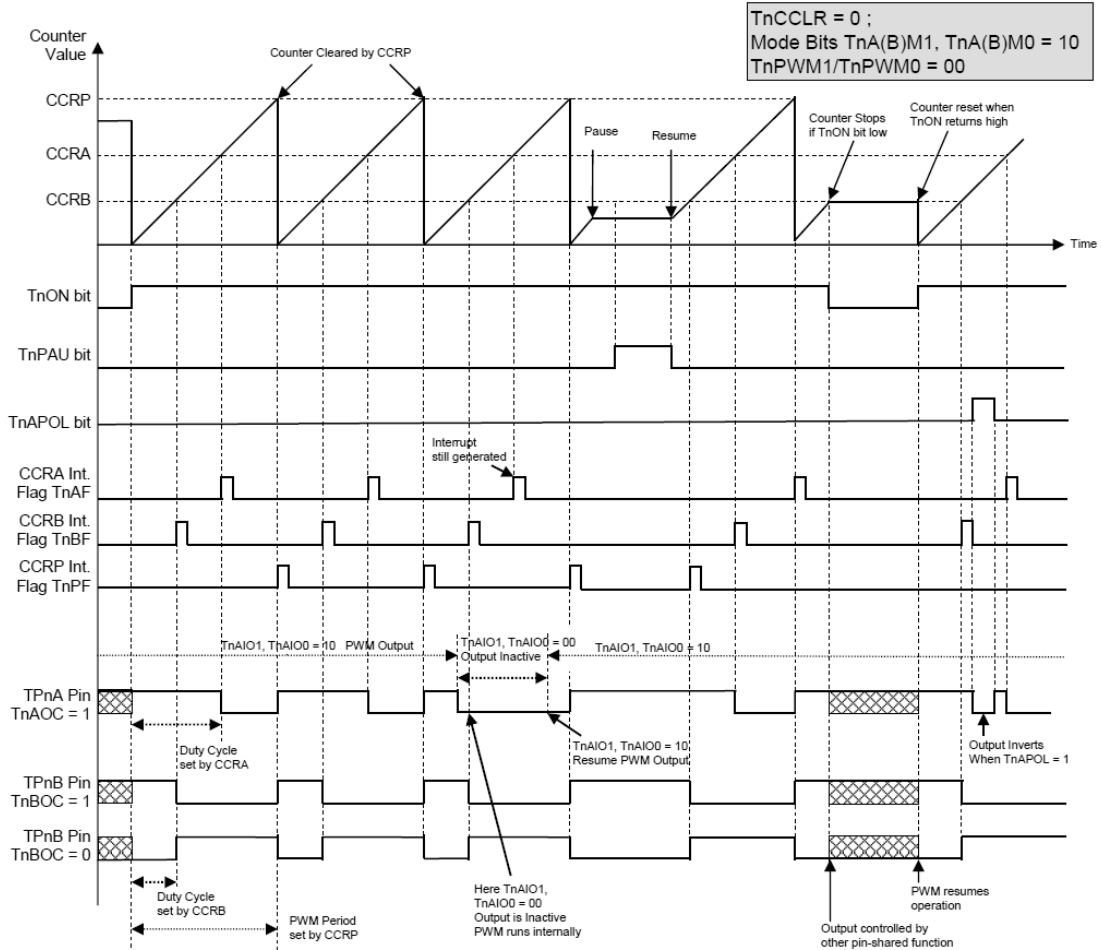 TnCCLR = 0 ;
Mode Bits TnA(B)M1, TnA(B)M0 = 10
TnPWM1/TnPWM0 = 00
Counter
Value
Counter Cleared by CCRP
CCRP
CCRA
CCRB
Pause
Resume
Counter Stops
if TnON bit low
Counter reset when
TnON returns high
Time
TnON bit
TnPAU bit
TnAPOL bit
Interrupt
still generated
CCRA Int.
Flag TnAF
CCRB Int.
Flag TnBF
CCRP Int.
Flag TnPF
TnAIO1, TnAIO0 = 10 PWM Output
TnAIO1, TnAIO0 = 00
Output Inactive
TnAIO1, TnAIO0 = 10
TPnA Pin
TnAOC = 1
Duty Cycle
set by CCRA
TnAIO1, TnAIO0 = 10
Resume PWM Output
Output Inverts
When TnAPOL = 1
TPnB Pin
TnBOC = 1
TPnB Pin
TnBOC = 0
Duty Cycle
set by CCRB
PWM Period
set by CCRP
Here TnAIO1,
TnAIO0 = 00
Output is Inactive
PWM runs internally
Output controlled by
other pin-shared function
PWM resumes
operation